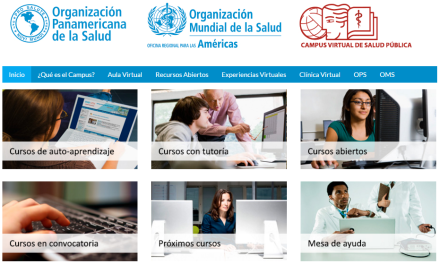 Organización
Panamericana
de la Salud
Organización
Mundial de la Salud
OFICINA REGIONAL PARA LAS Américas
CAMPUS VIRTUAL DE SALUD PÚBLICA
Inicio ¿Qué es el Campus? Aula Virtual Recursos Abiertos Experiencias Virtuales Clínica Virtual OPS OMS
Cursos de auto-aprendizaje
Cursos con tutoría
Cursos abiertos
Cursos en convocatoria
Próximos cursos
Mesa de ayuda